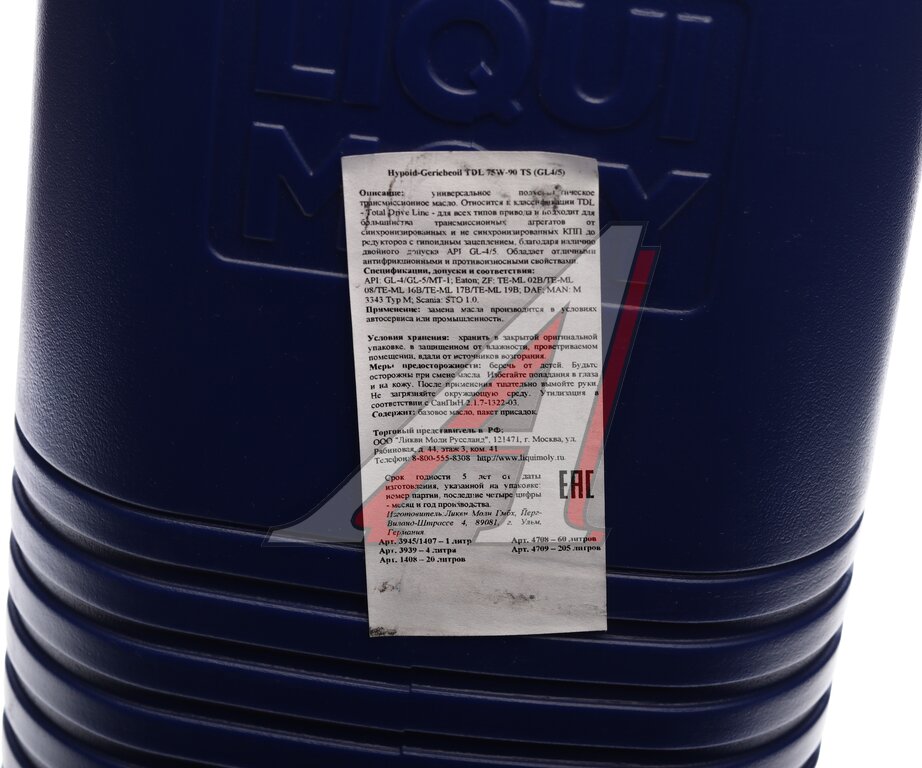 LIQUI
MOLY
Hypoid-Gericheoil TDL 75W-90 TS (GL4/5)
Описание: универсальное полусинтетическое
трансмиссионное масло. Относится к классификации TDL
- Total Drive Line - для всех типов привода и подходит для
большинства трансмиссионных агрегатов от
синхронизированных и не синхронизированных КПП до
редукторов с гипоидным зацеплением, благодаря наличию
двойного допуска API GL-4/5. Обладает отличными
антифрикционными и противоизносными свойствами.
Спецификации, допуски и соответствия:
API: GL-4/GL-5/MT-1; Eaton; ZF: TE-ML 02B/TE-ML
08/TE-ML 16B/TE-ML 17B/TE-ML 19B; DAF; MAN: M
3343 Typ M; Scania: STO 1.0.
Применение: замена масла производится в условиях
автосервиса или промышленности.
Условия хранения: хранить в закрытой оригинальной
упаковке, в защищенном от влажности, проветриваемом
помещении, вдали от источников возгорания.
Меры предосторожности: беречь от детей. Будьте
осторожны при смене масла. Избегайте попадания в глаза
и на кожу. После применения тщательно вымойте руки.
Не загрязняйте окружающую среду. Утилизация в
соответствии с СанПиН 2.1.7-1322-03.
Содержит: базовое масло, пакет присадок.
Торговый представитель в РФ:
ООО "Ликви Моли Руссланд", 121471, г. Москва, ул.
Рябиновая, д. 44, этаж 3, ком. 41
Телефон: 8-800-555-8308 http://www.liquimoly.ru
Срок годности 5 лет от даты
изготовления, указанной на упаковке:
номер партии, последние четыре цифры
- месяц и год производства.
EAC
Изготовитель: Ликви Моли Гмбх, Йерг-
Виланд-Штрассе 4, 89081, г. Ульм,
Германия
Арт. 3945/1407 – 1 литр Арт. 4708 – 60 литров
Арт. 3939 – 4 литра Арт. 4709 – 205 литров
Арт. 1408 – 20 литров